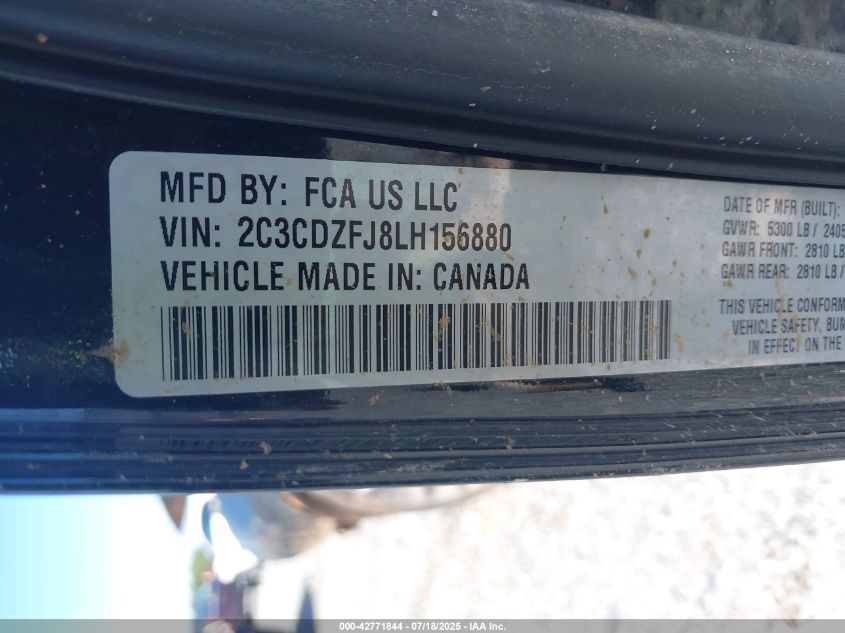 MFD BY: FCA US LLC
VIN: 2C3CDZFJ8LH156880
VEHICLE MADE IN: CANADA
DATE OF MFR (BUILT):
GVWR: 5300 LB / 2405
GAWR FRONT: 2810 LB
GAWR REAR: 2810 LB /
THIS VEHICLE CONFORM
VEHICLE SAFETY, BUM
IN EFFECT ON THE
000-42771844 - 07/18/2025 - IAA Inc.